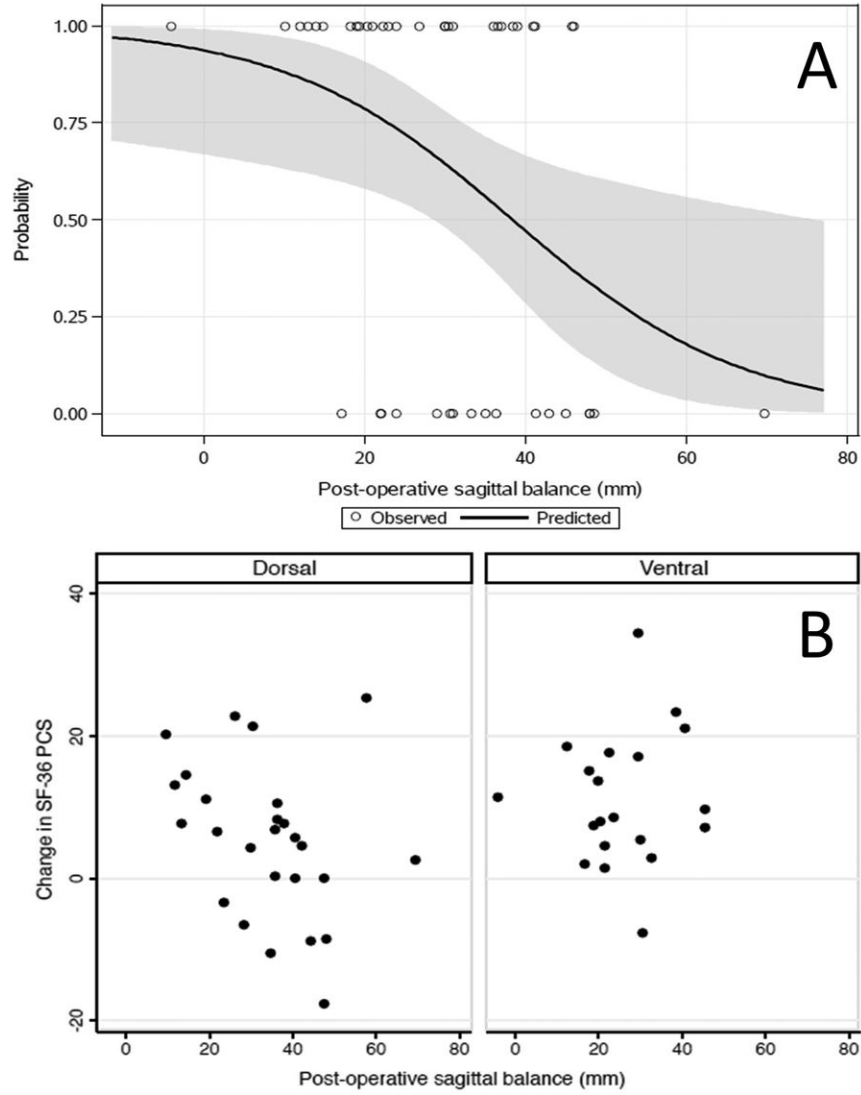 A
1.00
0.75
0.50
0.25
0.00
Probability
0 20 40 60 80
Post-operative sagittal balance (mm)
Observed Predicted
Dorsal Ventral
B
40
20
0
-20
Change in SF-36 PCS
0 20 40 60 80 0 20 40 60 80
Post-operative sagittal balance (mm)